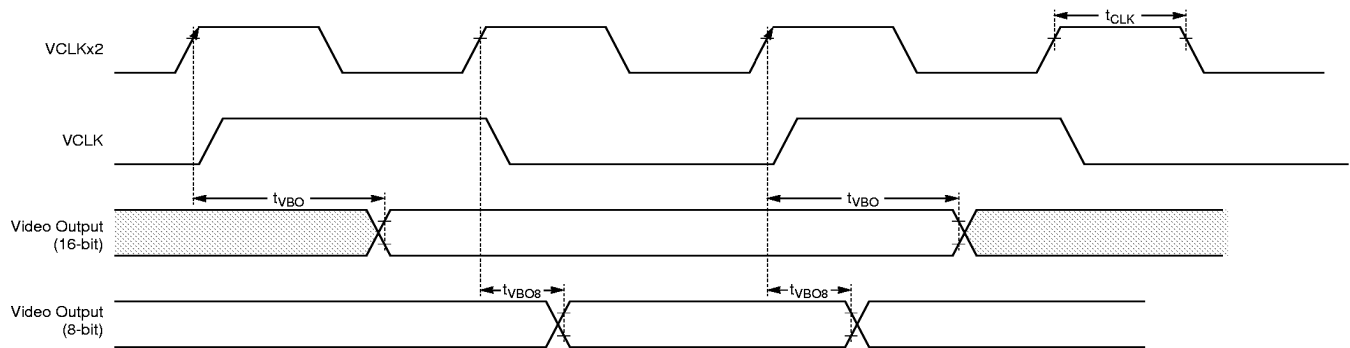 VCLKx2
tCLK
VCLK
tVBO
tVBO
Video Output
(16-bit)
tVBO8
tVBO8
Video Output
(8-bit)